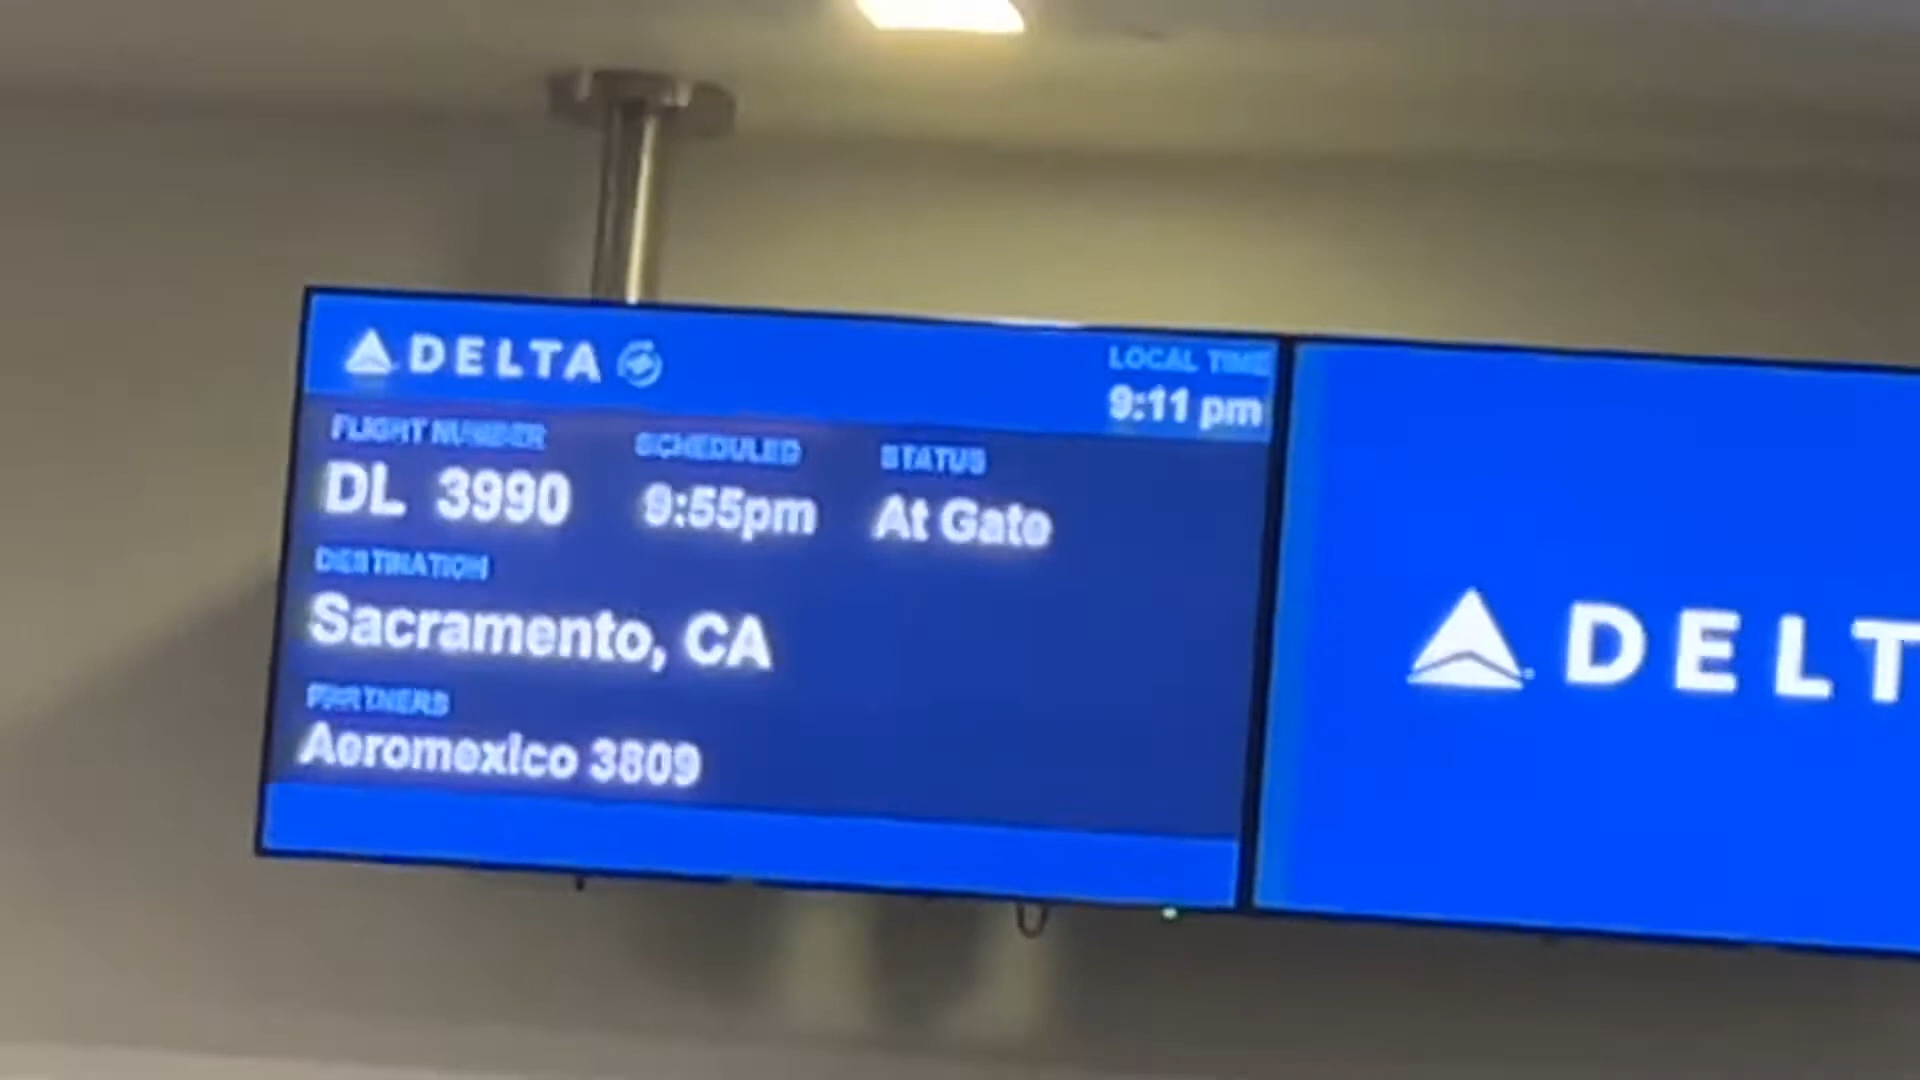 DELTA
LOCAL TIME
9:11 pm
FLIGHT NUMBER SCHEDULED STATUS
DL 3990 9:55pm At Gate
DESTINATION
Sacramento, CA
PARTNERS
Aeromexico 3809
DELT